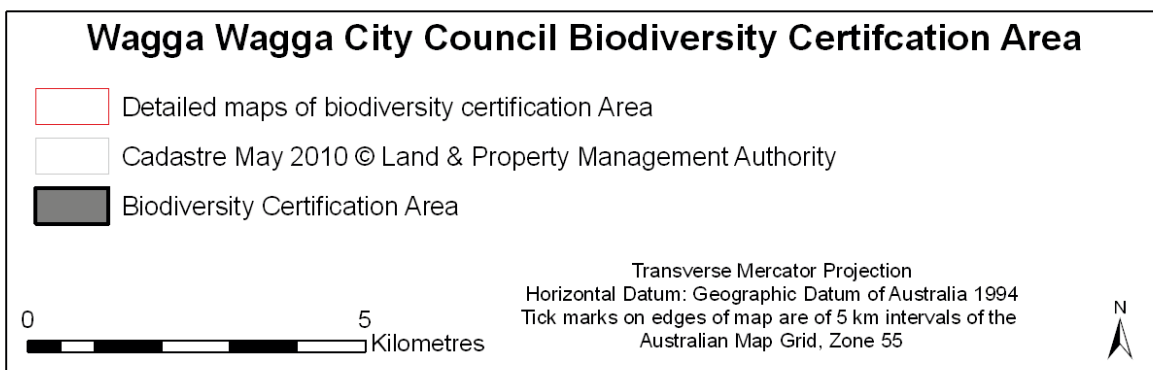 Wagga Wagga City Council Biodiversity Certifcation Area
Detailed maps of biodiversity certification Area
Cadastre May 2010 © Land & Property Management Authority
Biodiversity Certification Area
Transverse Mercator Projection
Horizontal Datum: Geographic Datum of Australia 1994
Tick marks on edges of map are of 5 km intervals of the
Australian Map Grid, Zone 55
0 5
Kilometres
N